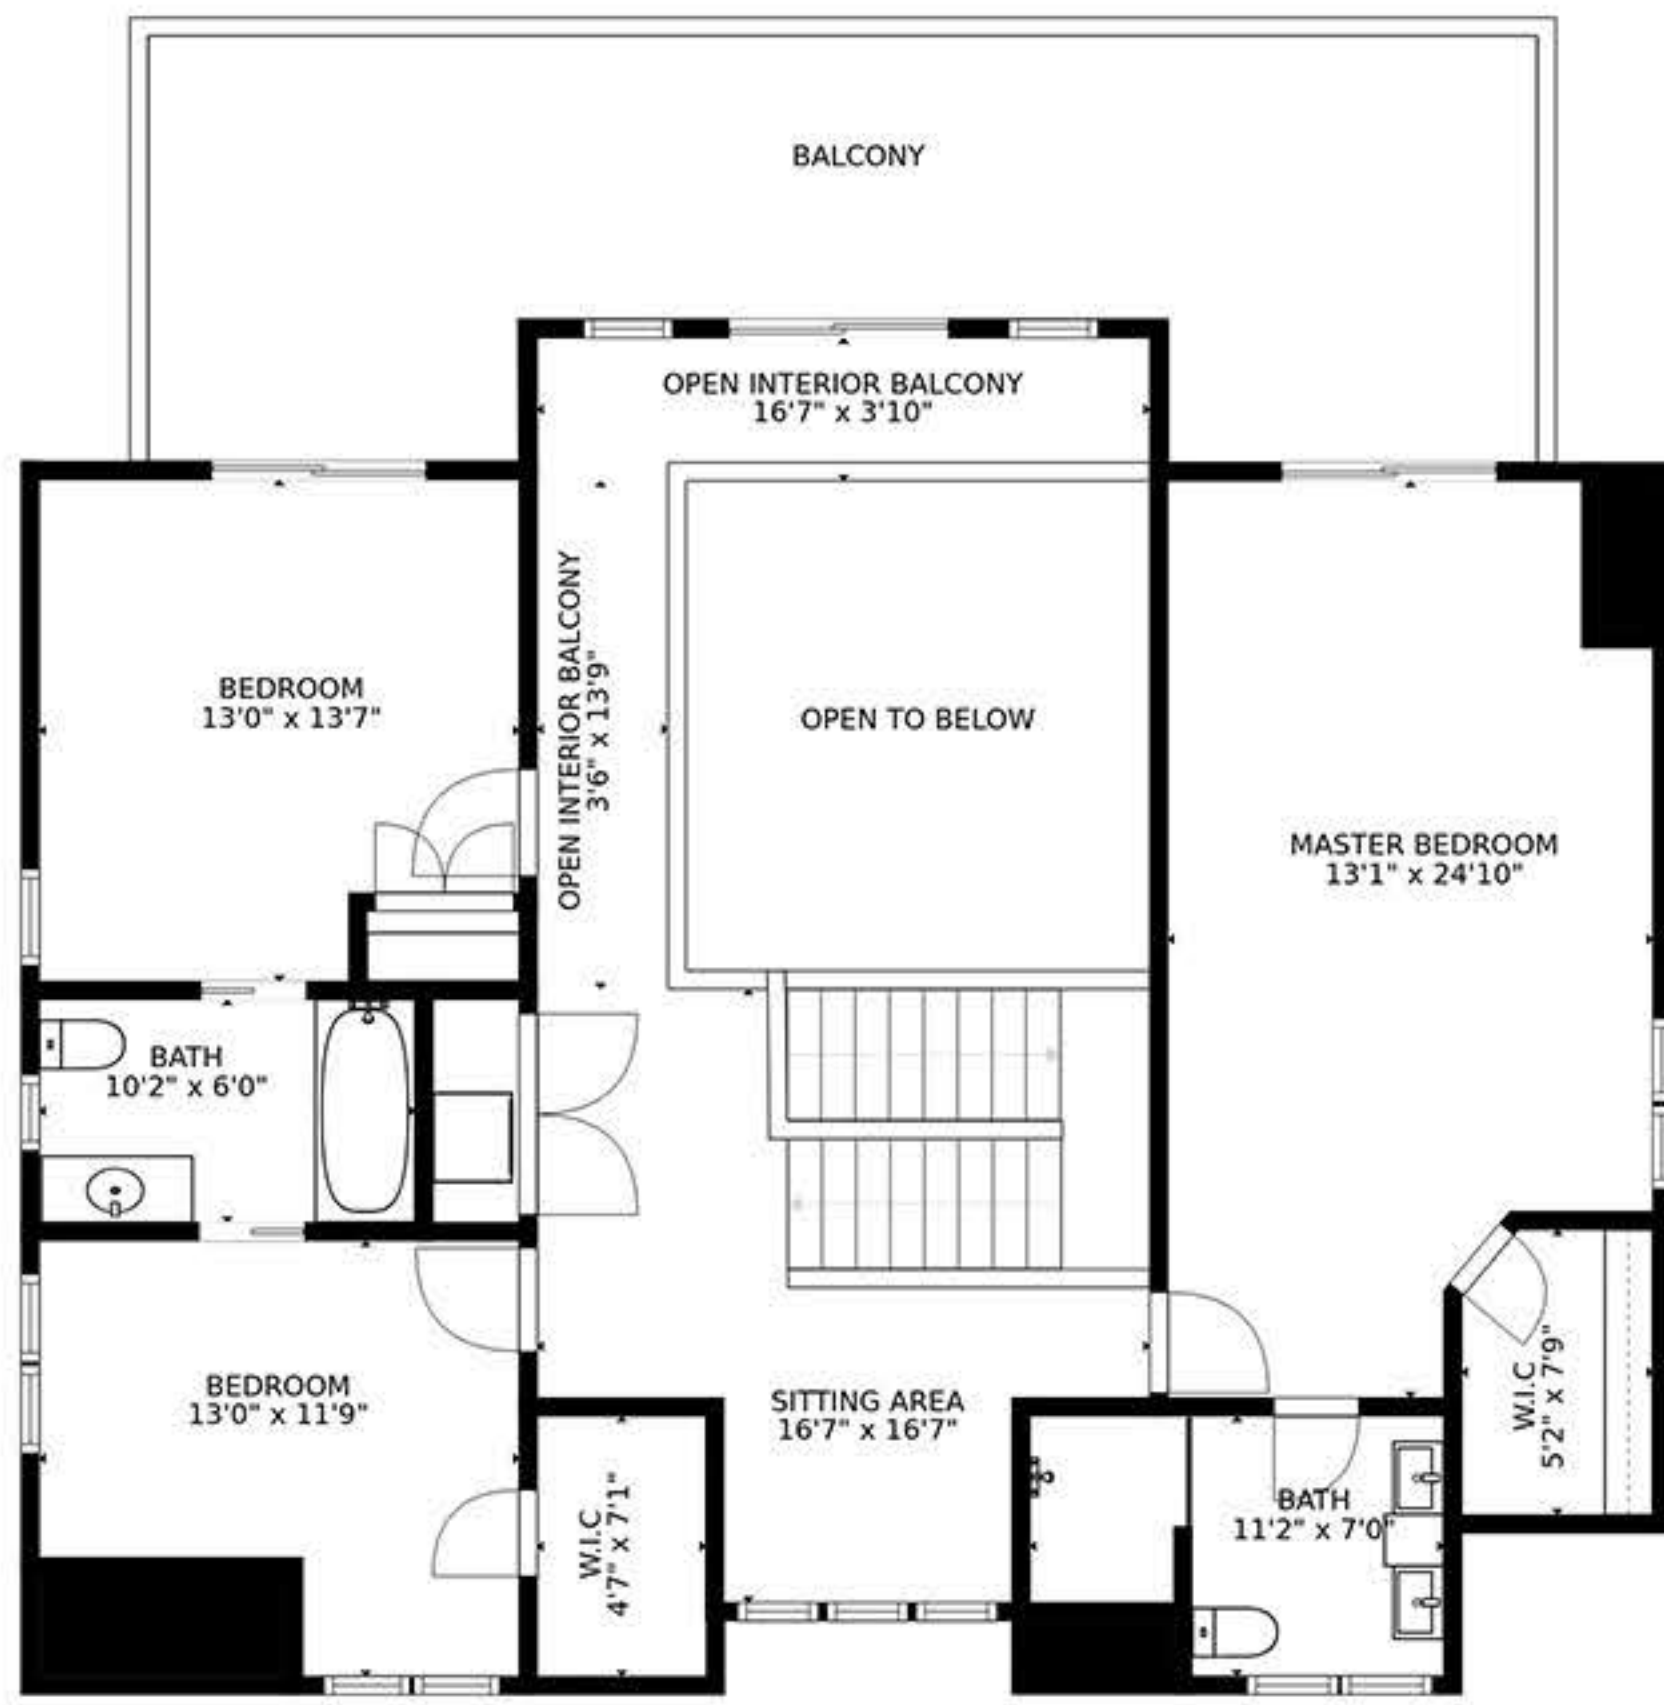 BALCONY
OPEN INTERIOR BALCONY
16'7" x 3'10"
OPEN INTERIOR BALCONY
3'6" x 13'9"
BEDROOM
13'0" x 13'7"
OPEN TO BELOW
MASTER BEDROOM
13'1" x 24'10"
BATH
10'2" x 6'0"
BEDROOM
13'0" x 11'9"
SITTING AREA
16'7" x 16'7"
W.I.C
5'2" x 7'9"
W.I.C
4'7" x 7'1"
BATH
11'2" x 7'0"